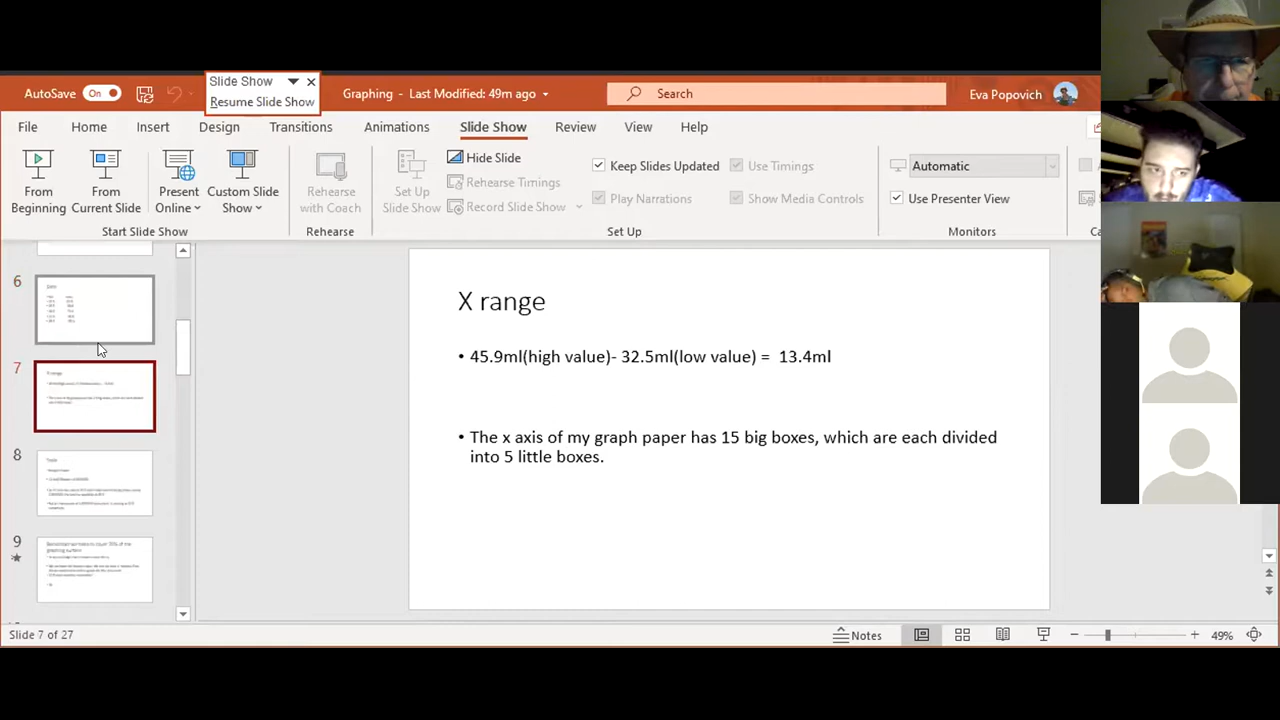 Slide Show
Resume Slide Show
AutoSave On
Graphing - Last Modified: 49m ago
Search
Eva Popovich
File Home Insert Design Transitions Animations Slide Show Review View Help
From Beginning
From Current Slide
Present Online
Custom Slide Show
Start Slide Show
Rehearse with Coach
Rehearse
Set Up Slide Show
Hide Slide
Rehearse Timings
Record Slide Show
Keep Slides Updated
Play Narrations
Use Timings
Show Media Controls
Set Up
Automatic
Use Presenter View
Monitors
6
7
8
9
X range
• 45.9ml(high value)- 32.5ml(low value) = 13.4ml
• The x axis of my graph paper has 15 big boxes, which are each divided
into 5 little boxes.
Slide 7 of 27
Notes
49%